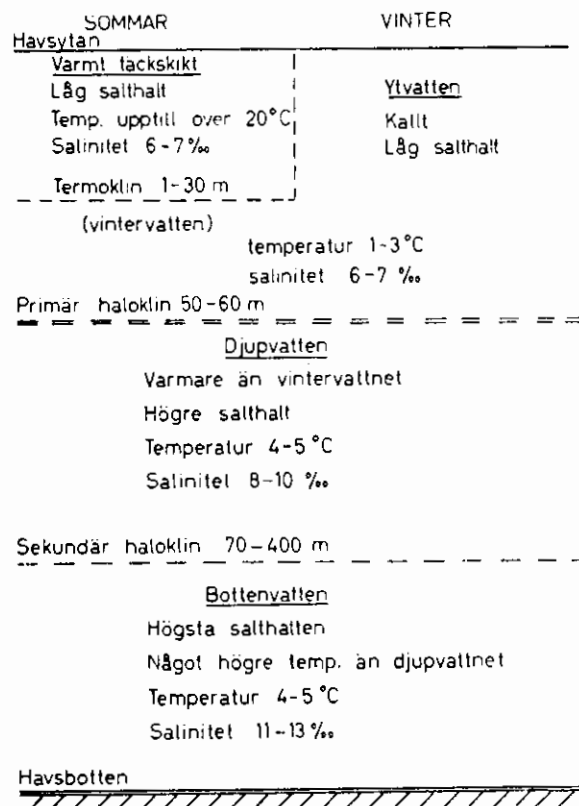 SOMMAR VINTER
Havsytan
Varmt täckskikt
Låg salthalt
Temp. upptill över 20°C
Salinitet 6-7‰
Termoklin 1-30 m
Ytvatten
Kallt
Låg salthalt
(vintervatten)
temperatur 1-3°C
salinitet 6-7 ‰
Primär haloklin 50-60 m
Djupvatten
Varmare än vintervattnet
Högre salthalt
Temperatur 4-5°C
Salinitet 8-10 ‰
Sekundär haloklin 70-400 m
Bottenvatten
Högsta salthalten
Något högre temp. än djupvattnet
Temperatur 4-5°C
Salinitet 11-13‰
Havsbotten